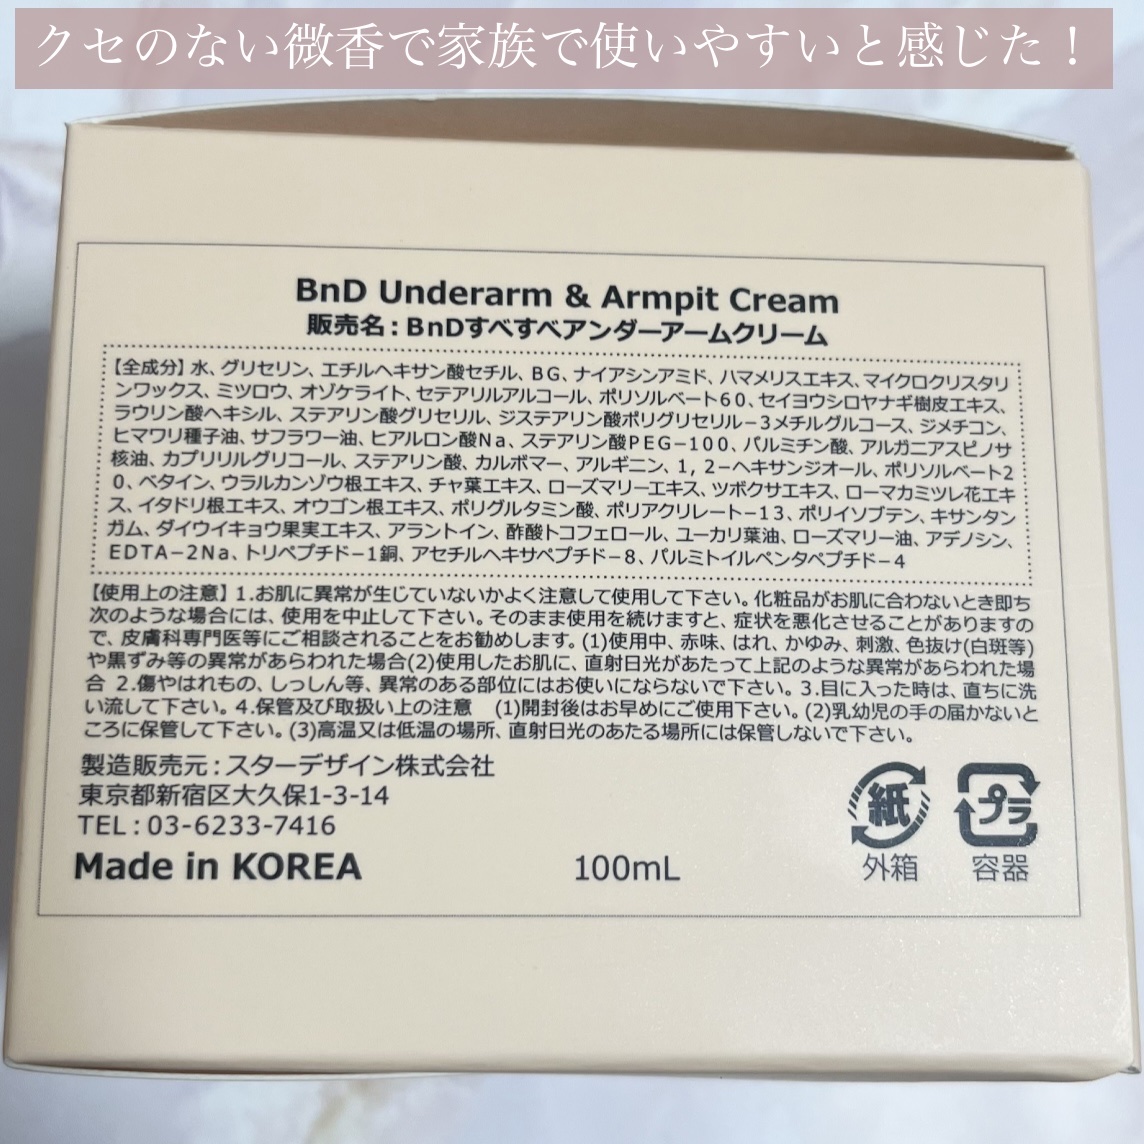 クセのない微香で家族で使いやすいと感じた！
BnD Underarm & Armpit Cream
販売名：BnDすべすべアンダーアームクリーム
【全成分】水、グリセリン、エチルヘキサン酸セチル、BG、ナイアシンアミド、ハマメリスエキス、マイクロクリスタリ
ンワックス、ミツロウ、オゾケライト、セテアリルアルコール、ポリソルベート60、セイヨウシロヤナギ樹皮エキス、
ラウリン酸ヘキシル、ステアリン酸グリセリル、ジステアリン酸ポリグリセリル－3メチルグルコース、ジメチコン、
ヒマワリ種子油、サフラワー油、ヒアルロン酸Na、ステアリン酸PEG－100、パルミチン酸、アルガニアスピノサ
核油、カプリリルグリコール、ステアリン酸、カルボマー、アルギニン、1，2－ヘキサンジオール、ポリソルベート2
0、ベタイン、ウラルカンゾウ根エキス、チャ葉エキス、ローズマリーエキス、ツボクサエキス、ローマカミツレ花エキ
ス、イタドリ根エキス、オウゴン根エキス、ポリグルタミン酸、ポリアクリレート－13、ポリイソブテン、キサンタン
ガム、ダイウイキョウ果実エキス、アラントイン、酢酸トコフェロール、ユーカリ葉油、ローズマリー油、アデノシン、
EDTA－2Na、トリペプチド－1銅、アセチルヘキサペプチド－8、パルミトイルペンタペプチド－4
【使用上の注意】1.お肌に異常が生じていないかよく注意して使用して下さい。化粧品がお肌に合わないとき即ち
次のような場合には、使用を中止して下さい。そのまま使用を続けますと、症状を悪化させることがありますの
で、皮膚科専門医等にご相談されることをお勧めします。(1)使用中、赤味、はれ、かゆみ、刺激、色抜け(白斑等)
や黒ずみ等の異常があらわれた場合(2)使用したお肌に、直射日光があたって上記のような異常があらわれた場
合 2.傷やはれもの、しっしん等、異常のある部位にはお使いにならないで下さい。3.目に入った時は、直ちに洗
い流して下さい。4.保管及び取扱い上の注意　(1)開封後はお早めにご使用下さい。(2)乳幼児の手の届かないと
ころに保管して下さい。(3)高温又は低温の場所、直射日光のあたる場所には保管しないで下さい。
製造販売元：スターデザイン株式会社
東京都新宿区大久保1-3-14
TEL：03-6233-7416
Made in KOREA
100mL
紙
外箱
プラ
容器